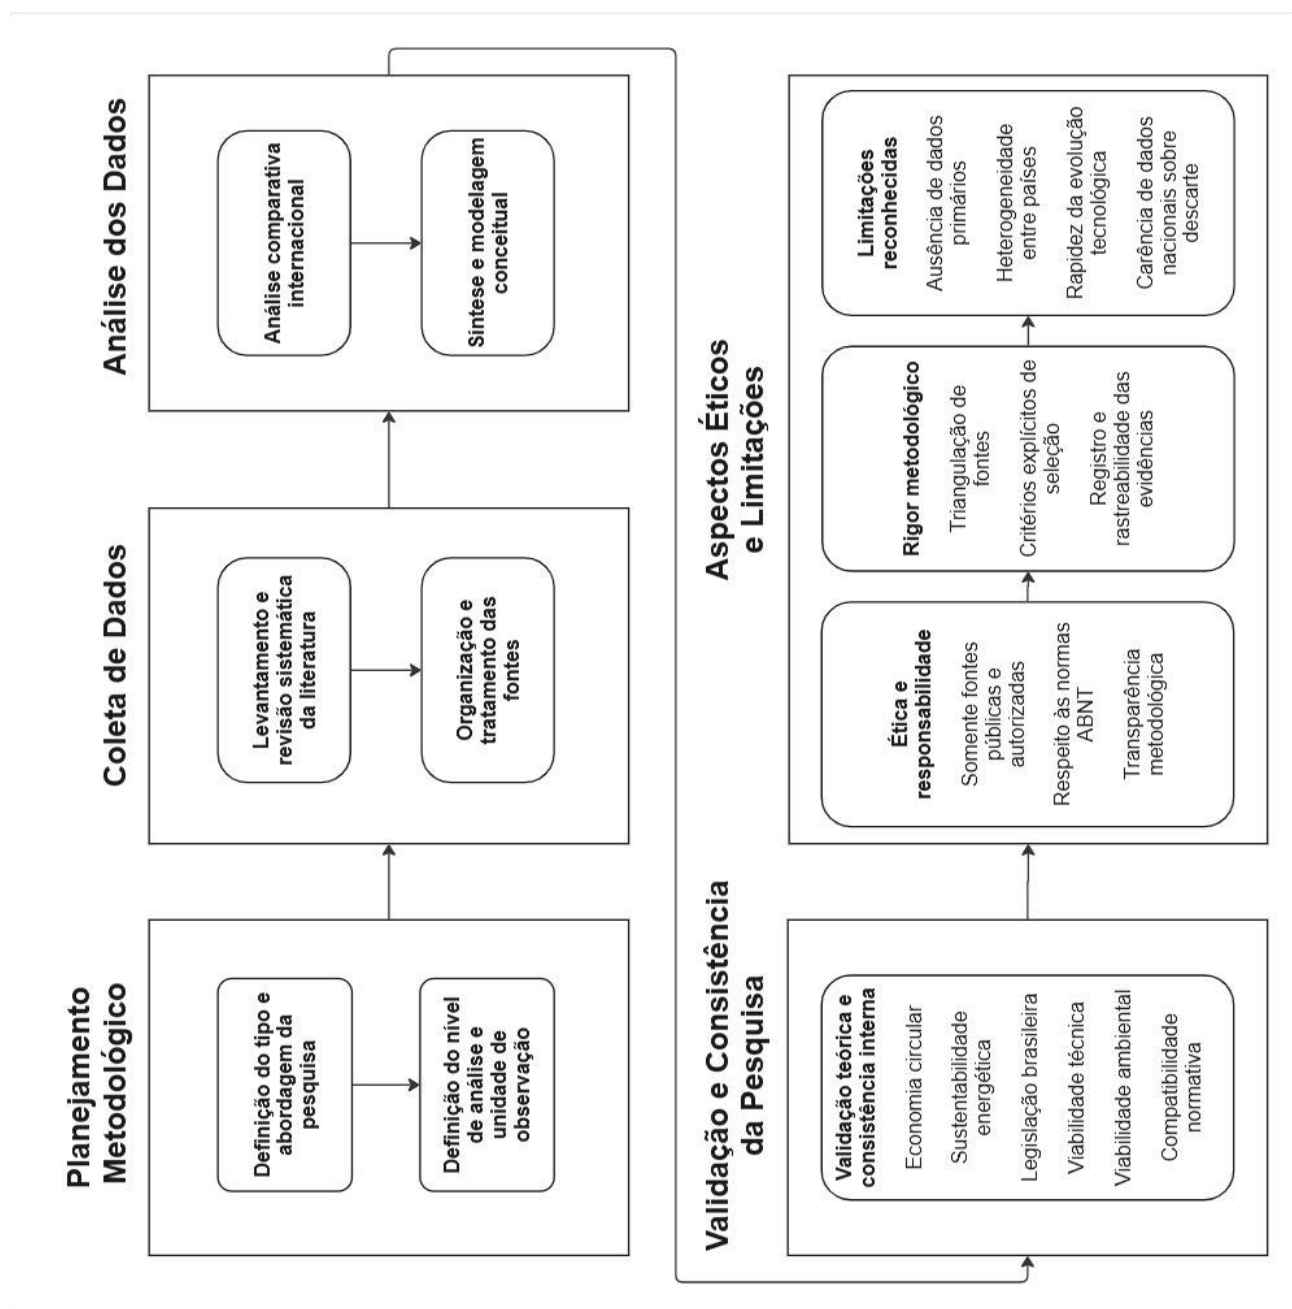 Planejamento
Metodológico
Definição do tipo e
abordagem da
pesquisa
Definição do nível
de análise e
unidade de
observação
Coleta de Dados
Levantamento e
revisão sistemática
da literatura
Organização e
tratamento das
fontes
Análise dos Dados
Análise comparativa
internacional
Síntese e modelagem
conceitual
Validação e Consistência
da Pesquisa
Validação teórica e
consistência interna
Economia circular
Sustentabilidade
energética
Legislação brasileira
Viabilidade técnica
Viabilidade ambiental
Compatibilidade
normativa
Aspectos Éticos
e Limitações
Ética e
responsabilidade
Somente fontes
públicas e
autorizadas
Respeito às normas
ABNT
Transparência
metodológica
Rigor metodológico
Triangulação de
fontes
Critérios explícitos de
seleção
Registro e
rastreabilidade das
evidências
Limitações
reconhecidas
Ausência de dados
primários
Heterogeneidade
entre países
Rapidez da evolução
tecnológica
Carência de dados
nacionais sobre
descarte